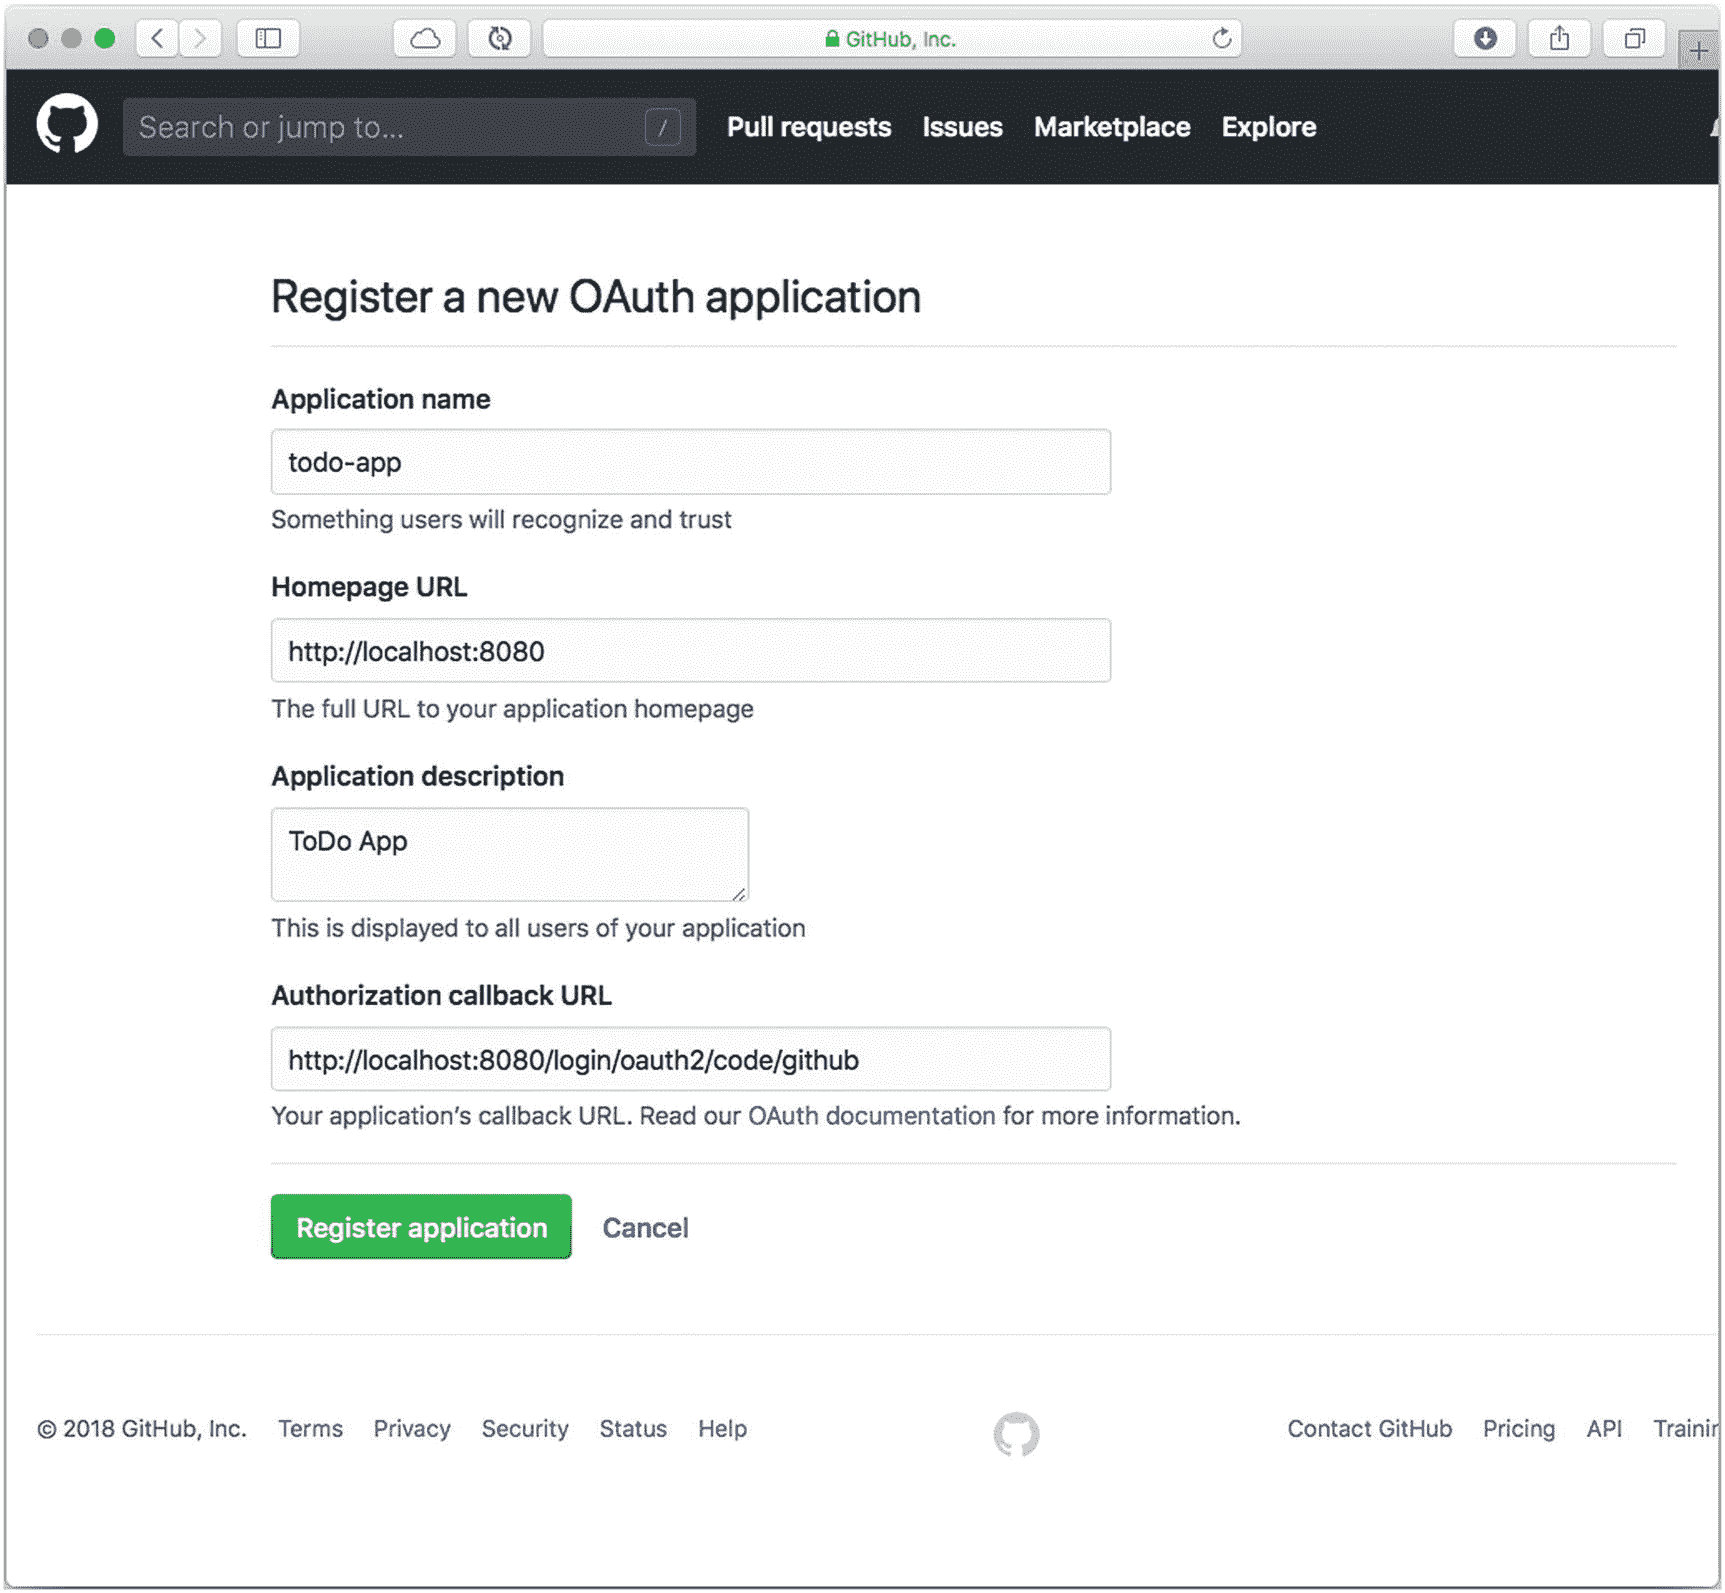 GitHub, Inc.
Search or jump to... /
Pull requests Issues Marketplace Explore
Register a new OAuth application
Application name
todo-app
Something users will recognize and trust
Homepage URL
http://localhost:8080
The full URL to your application homepage
Application description
ToDo App
This is displayed to all users of your application
Authorization callback URL
http://localhost:8080/login/oauth2/code/github
Your application’s callback URL. Read our OAuth documentation for more information.
Register application Cancel
© 2018 GitHub, Inc. Terms Privacy Security Status Help Contact GitHub Pricing API